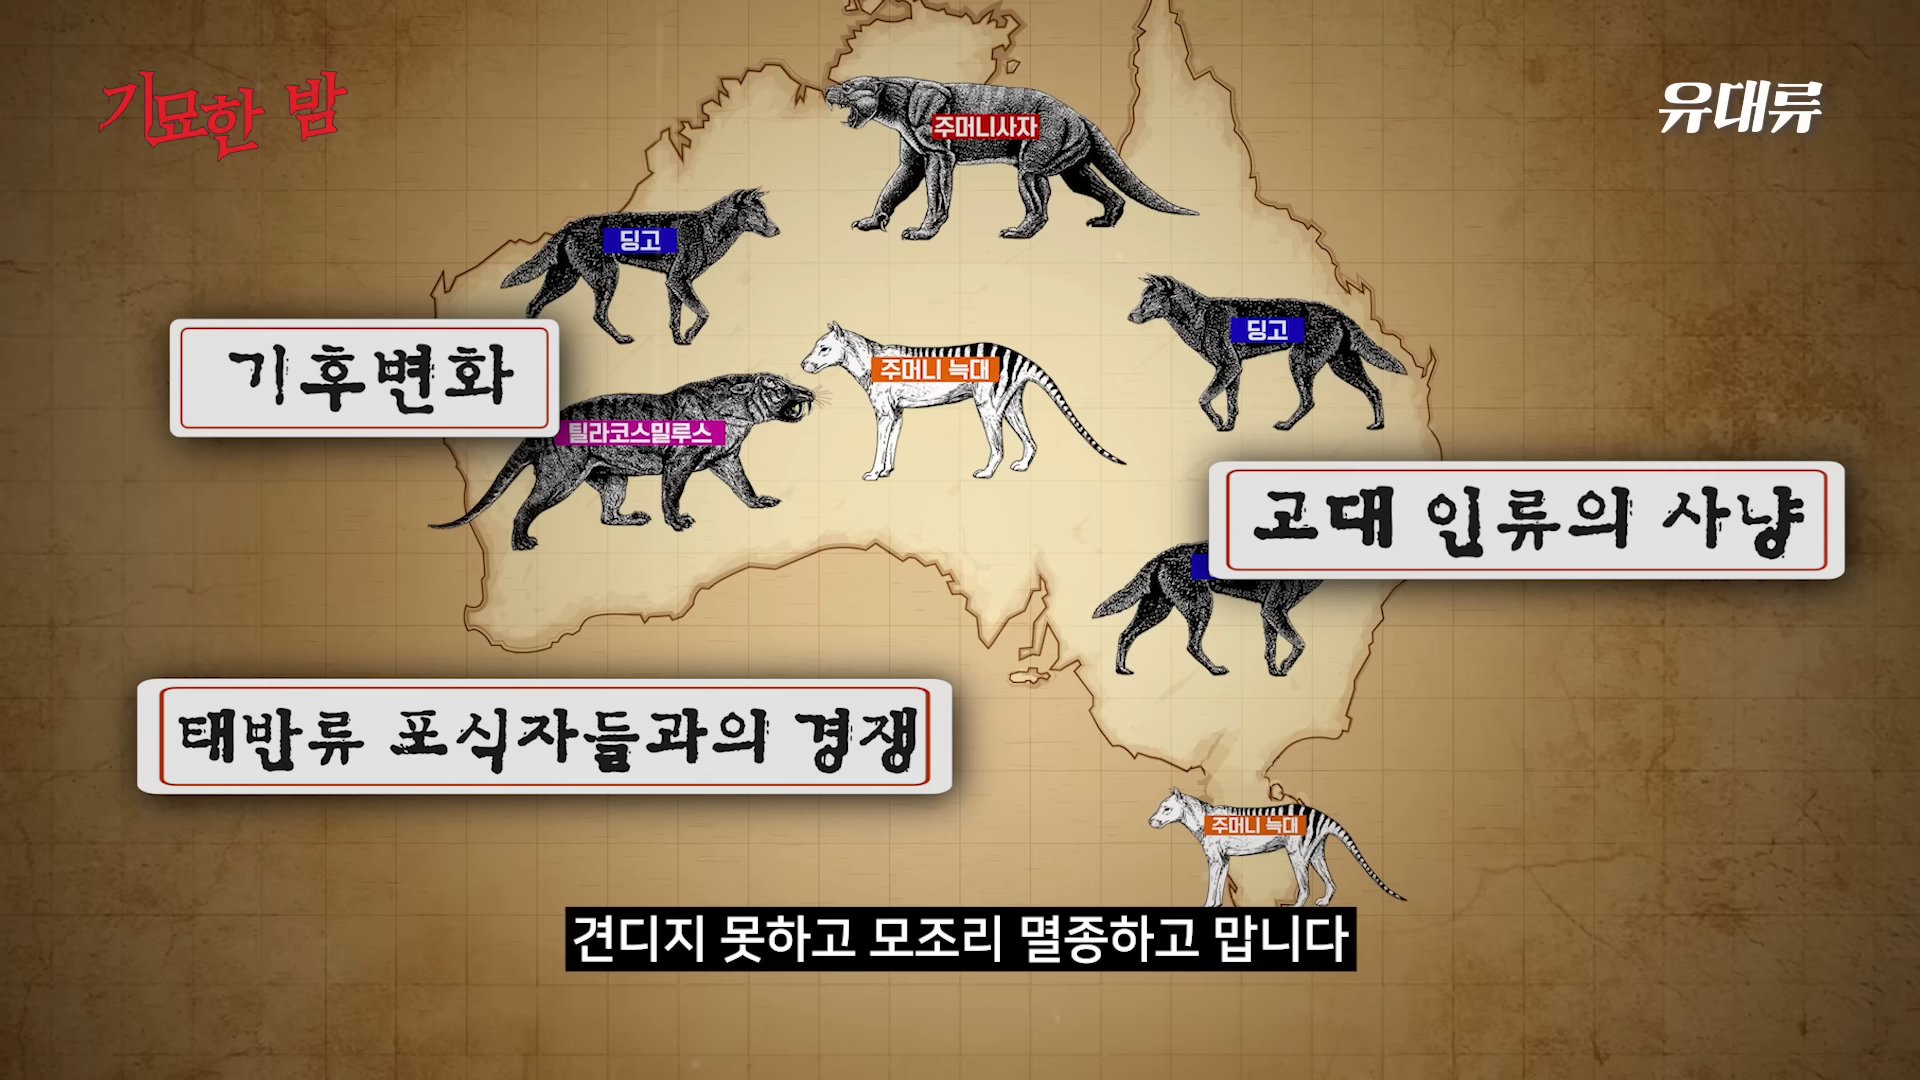 기묘한 밤
유대류
주머니사자
딩고
딩고
주머니 늑대
기후변화
틸라코스밀루스
고대 인류의 사냥
태반류 포식자들과의 경쟁
주머니 늑대
견디지 못하고 모조리 멸종하고 맙니다